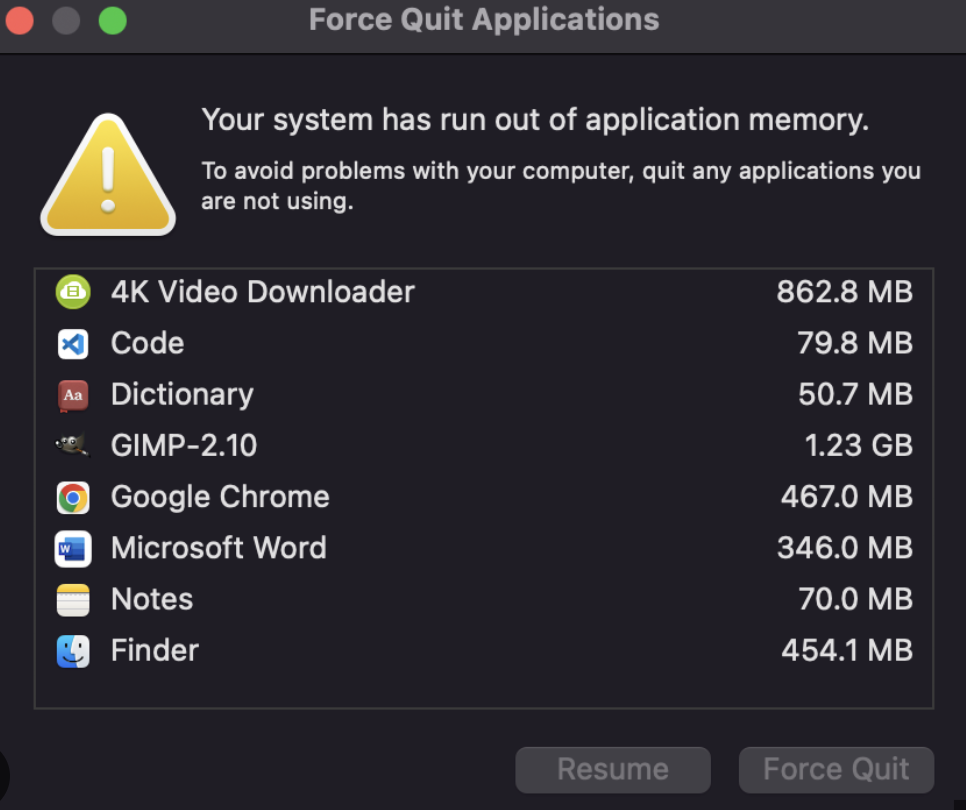 Force Quit Applications
Your system has run out of application memory.
To avoid problems with your computer, quit any applications you
are not using.
4K Video Downloader 862.8 MB
Code 79.8 MB
Aa Dictionary 50.7 MB
GIMP-2.10 1.23 GB
Google Chrome 467.0 MB
W Microsoft Word 346.0 MB
Notes 70.0 MB
Finder 454.1 MB
Resume Force Quit